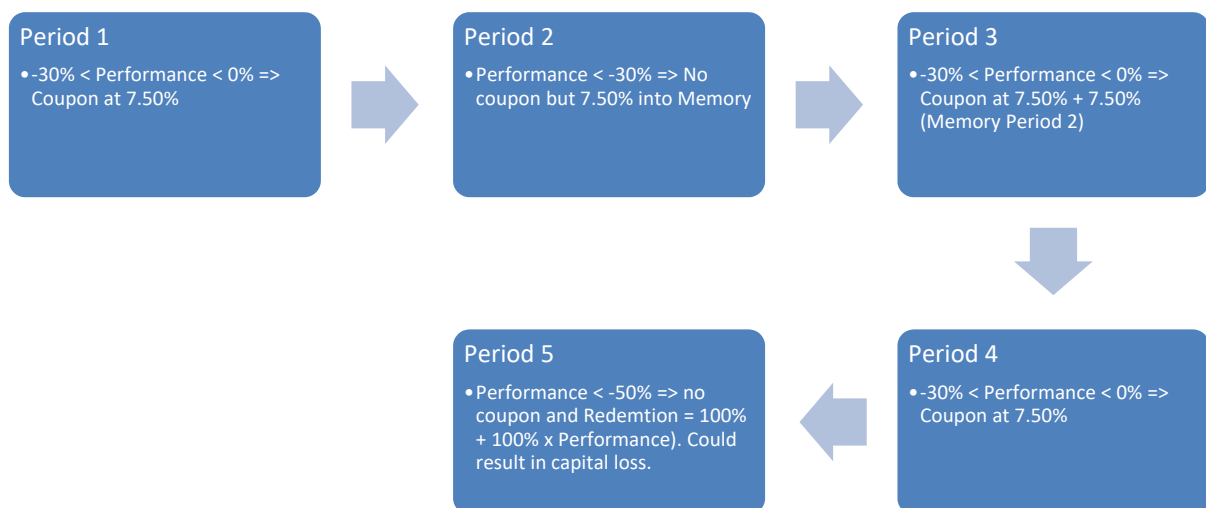 Period 1
•-30% < Performance < 0% =>
Coupon at 7.50%
Period 2
•Performance < -30% => No
coupon but 7.50% into Memory
Period 3
•-30% < Performance < 0% =>
Coupon at 7.50% + 7.50%
(Memory Period 2)
Period 4
•-30% < Performance < 0% =>
Coupon at 7.50%
Period 5
•Performance < -50% => no
coupon and Redemtion = 100%
+ 100% x Performance). Could
result in capital loss.